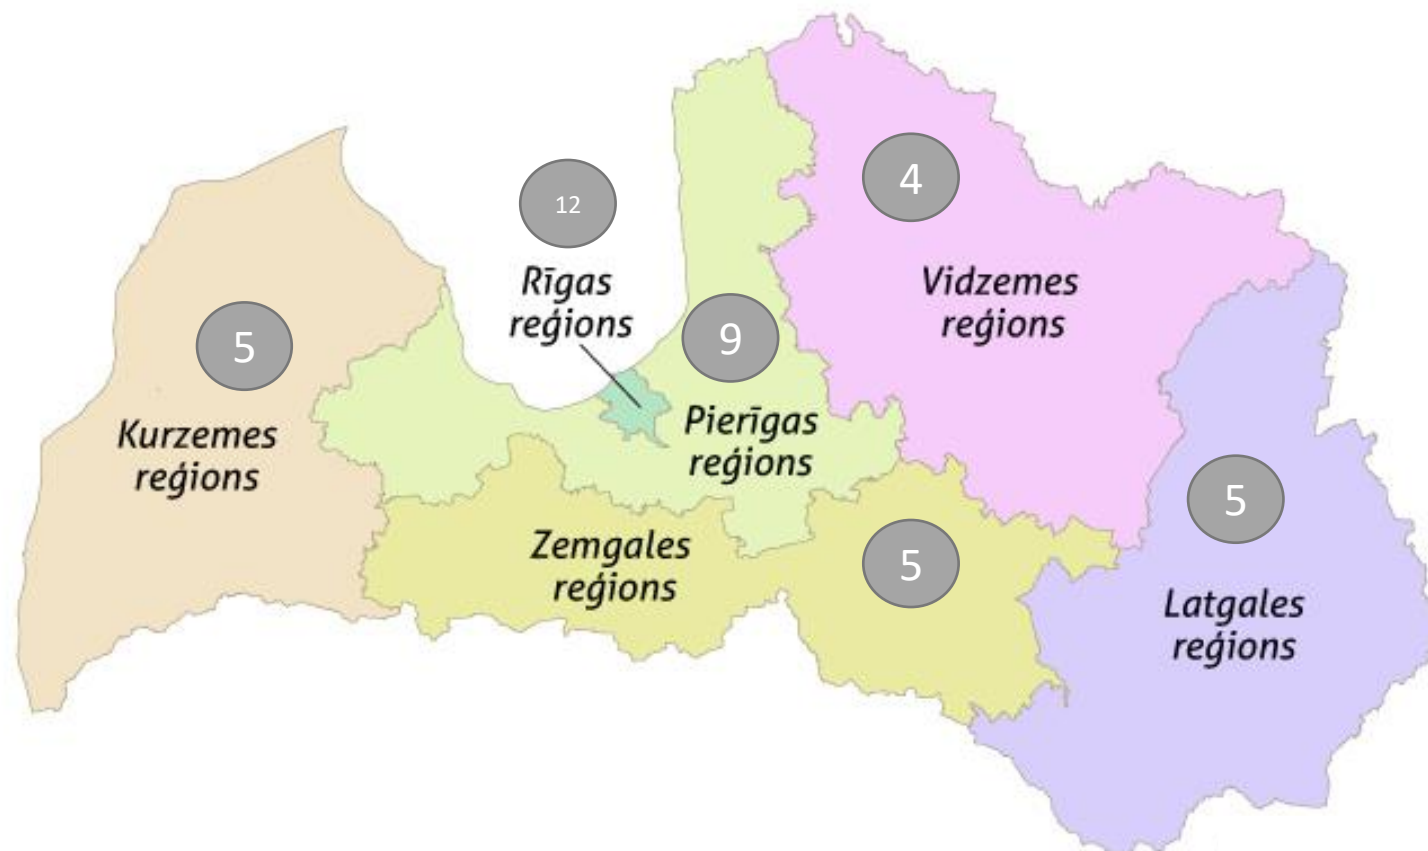 4
12
Rīgas
reģions
Vidzemes
reģions
5
9
Kurzemes
reģions
Pierīgas
reģions
5
Zemgales
reģions
5
Latgales
reģions